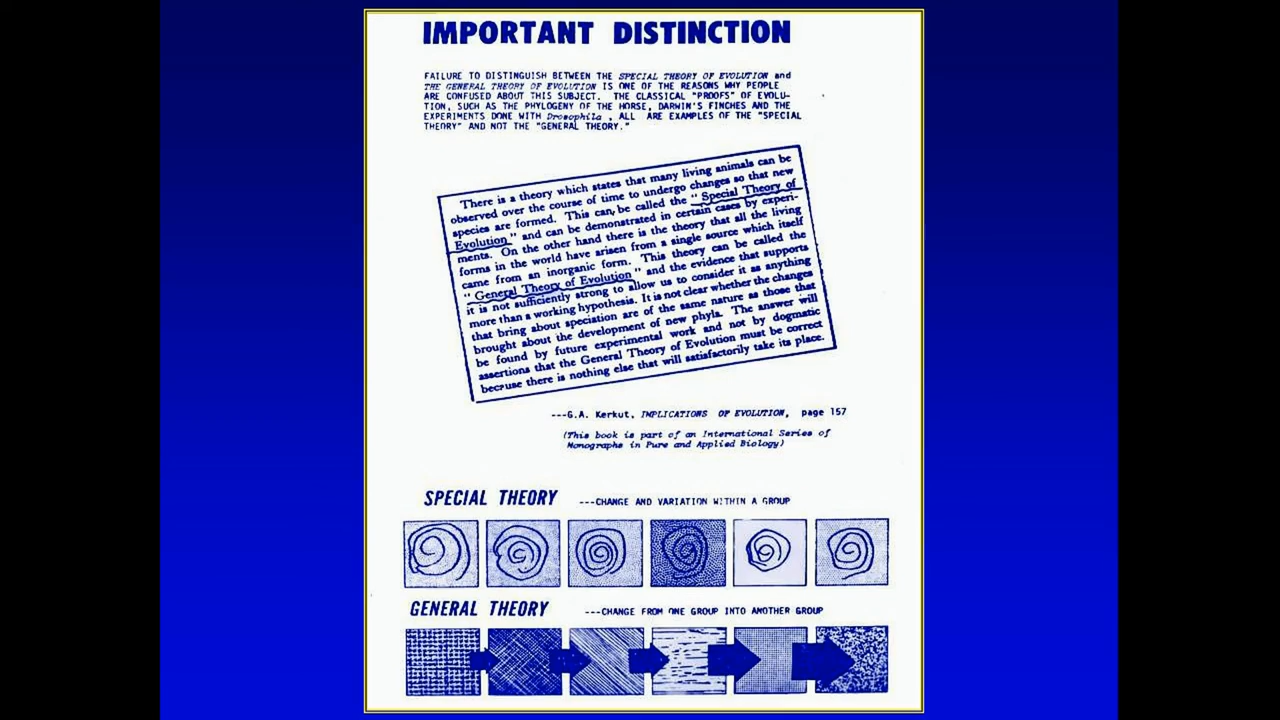 IMPORTANT DISTINCTION
FAILURE TO DISTINGUISH BETWEEN THE SPECIAL THEORY OF EVOLUTION and
THE GENERAL THEORY OF EVOLUTION IS ONE OF THE REASONS WHY PEOPLE
ARE CONFUSED ABOUT THIS SUBJECT. THE CLASSICAL "PROOFS" OF EVOLU-
TION, SUCH AS THE PHYLOGENY OF THE HORSE, DARWIN'S FINCHES AND THE
EXPERIMENTS DONE WITH Drosophila , ALL ARE EXAMPLES OF THE "SPECIAL
THEORY" AND NOT THE "GENERAL THEORY."
There is a theory which states that many living animals can be
observed over the course of time to undergo changes so that new
species are formed. This can be called the "Special Theory of
Evolution" and can be demonstrated in certain cases by experi-
ments. On the other hand there is the theory that all the living
forms in the world have arisen from a single source which itself
came from an inorganic form. This theory can be called the
"General Theory of Evolution" and the evidence that supports
it is not sufficiently strong to allow us to consider it as anything
more than a working hypothesis. It is not clear whether the changes
that bring about speciation are of the same nature as those that
brought about the development of new phyla. The answer will
be found by future experimental work and not by dogmatic
assertions that the General Theory of Evolution must be correct
because there is nothing else that will satisfactorily take its place.
---G.A. Kerkut, IMPLICATIONS OF EVOLUTION, page 157
(This book is part of an International Series of
Monographs in Pure and Applied Biology)
SPECIAL THEORY ---CHANGE AND VARIATION WITHIN A GROUP
GENERAL THEORY ---CHANGE FROM ONE GROUP INTO ANOTHER GROUP